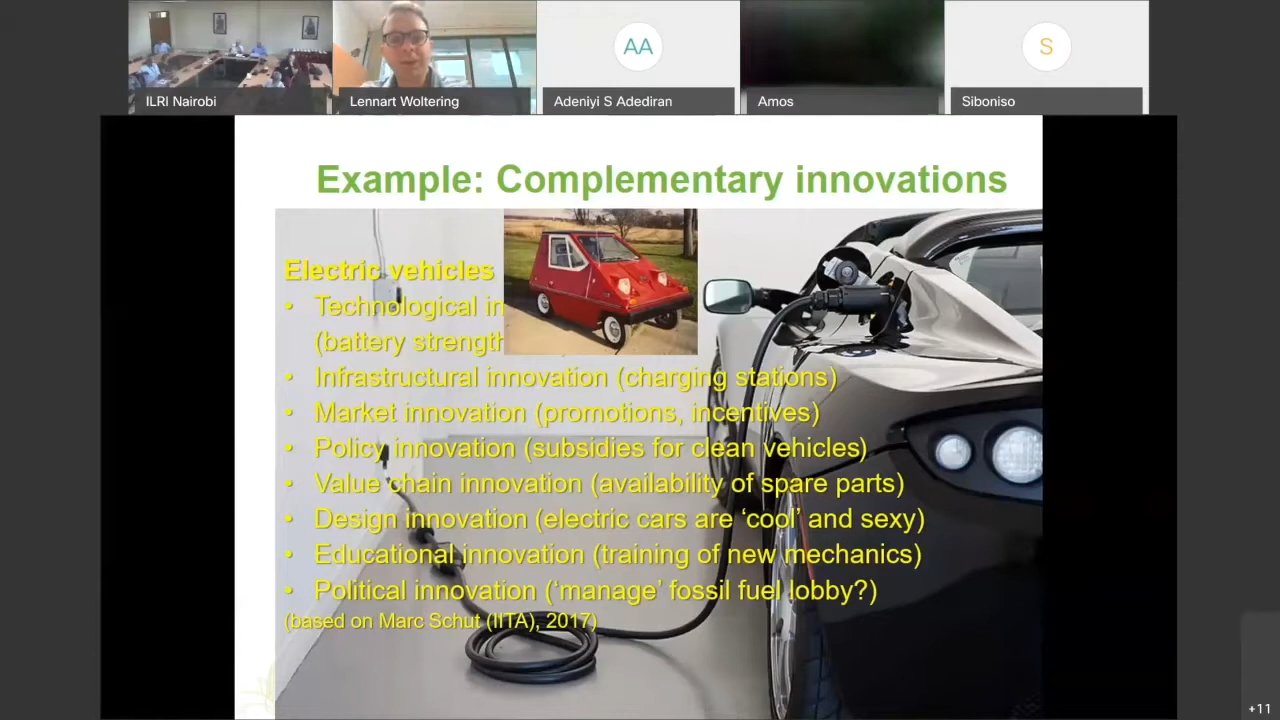 ILRI Nairobi
Lennart Woltering
AA
Adeniyi S Adediran
Amos
S
Siboniso
Example: Complementary innovations
Electric vehicles
• Technological in
(battery strength
• Infrastructural innovation (charging stations)
• Market innovation (promotions, incentives)
• Policy innovation (subsidies for clean vehicles)
• Value chain innovation (availability of spare parts)
• Design innovation (electric cars are ‘cool’ and sexy)
• Educational innovation (training of new mechanics)
• Political innovation (‘manage’ fossil fuel lobby?)
(based on Marc Schut (IITA), 2017)
+11